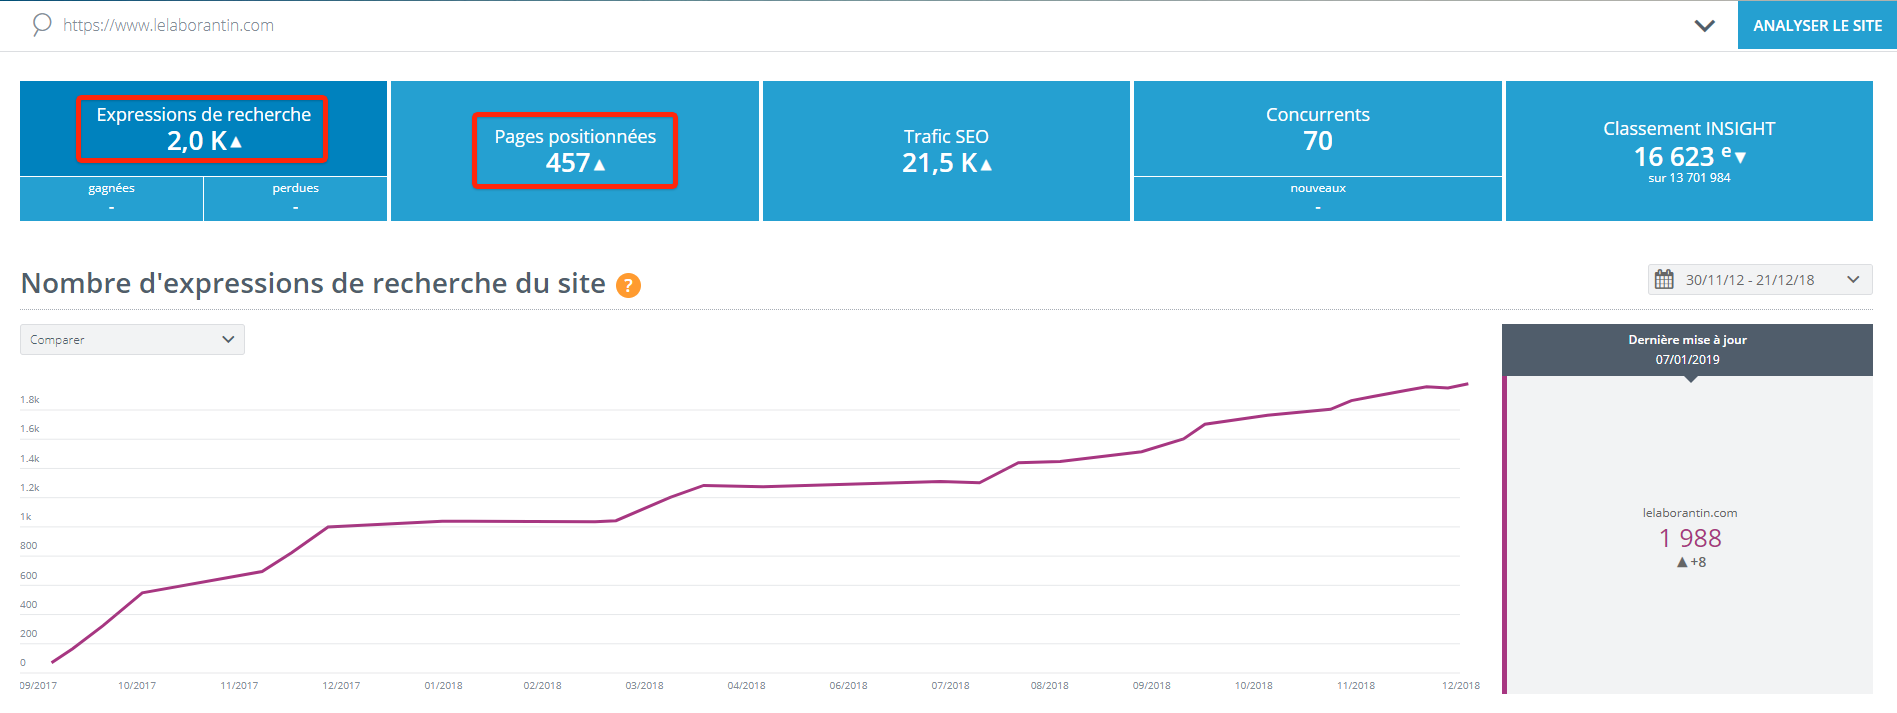 https://www.lelaborantin.com
ANALYSER LE SITE
Expressions de recherche
2,0 K▲
gagnées
-
perdues
-
Pages positionnées
457▲
Trafic SEO
21,5 K▲
Concurrents
70
nouveaux
-
Classement INSIGHT
16 623 e▼
sur 13 701 984
Nombre d'expressions de recherche du site ?
30/11/12 - 21/12/18
Comparer
Dernière mise à jour
07/01/2019
lelaborantin.com
1 988
▲+8
1.8k
1.6k
1.4k
1.2k
1k
800
600
400
200
0
09/2017 10/2017 11/2017 12/2017 01/2018 02/2018 03/2018 04/2018 06/2018 07/2018 08/2018 09/2018 10/2018 11/2018 12/2018